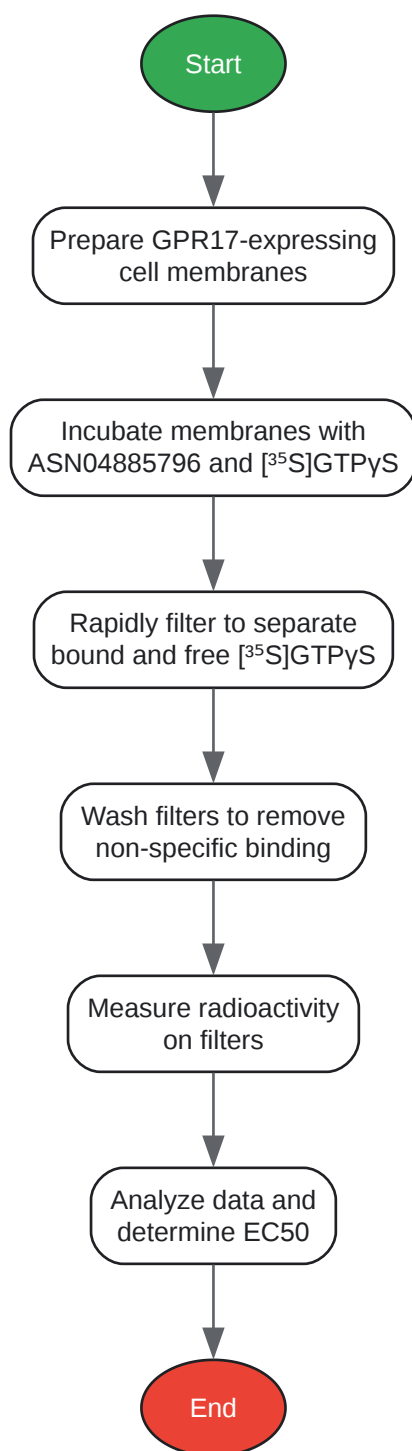 Start
Prepare GPR17-expressing
cell membranes
Incubate membranes with
ASN04885796 and [³⁵S]GTPγS
Rapidly filter to separate
bound and free [³⁵S]GTPγS
Wash filters to remove
non-specific binding
Measure radioactivity
on filters
Analyze data and
determine EC50
End